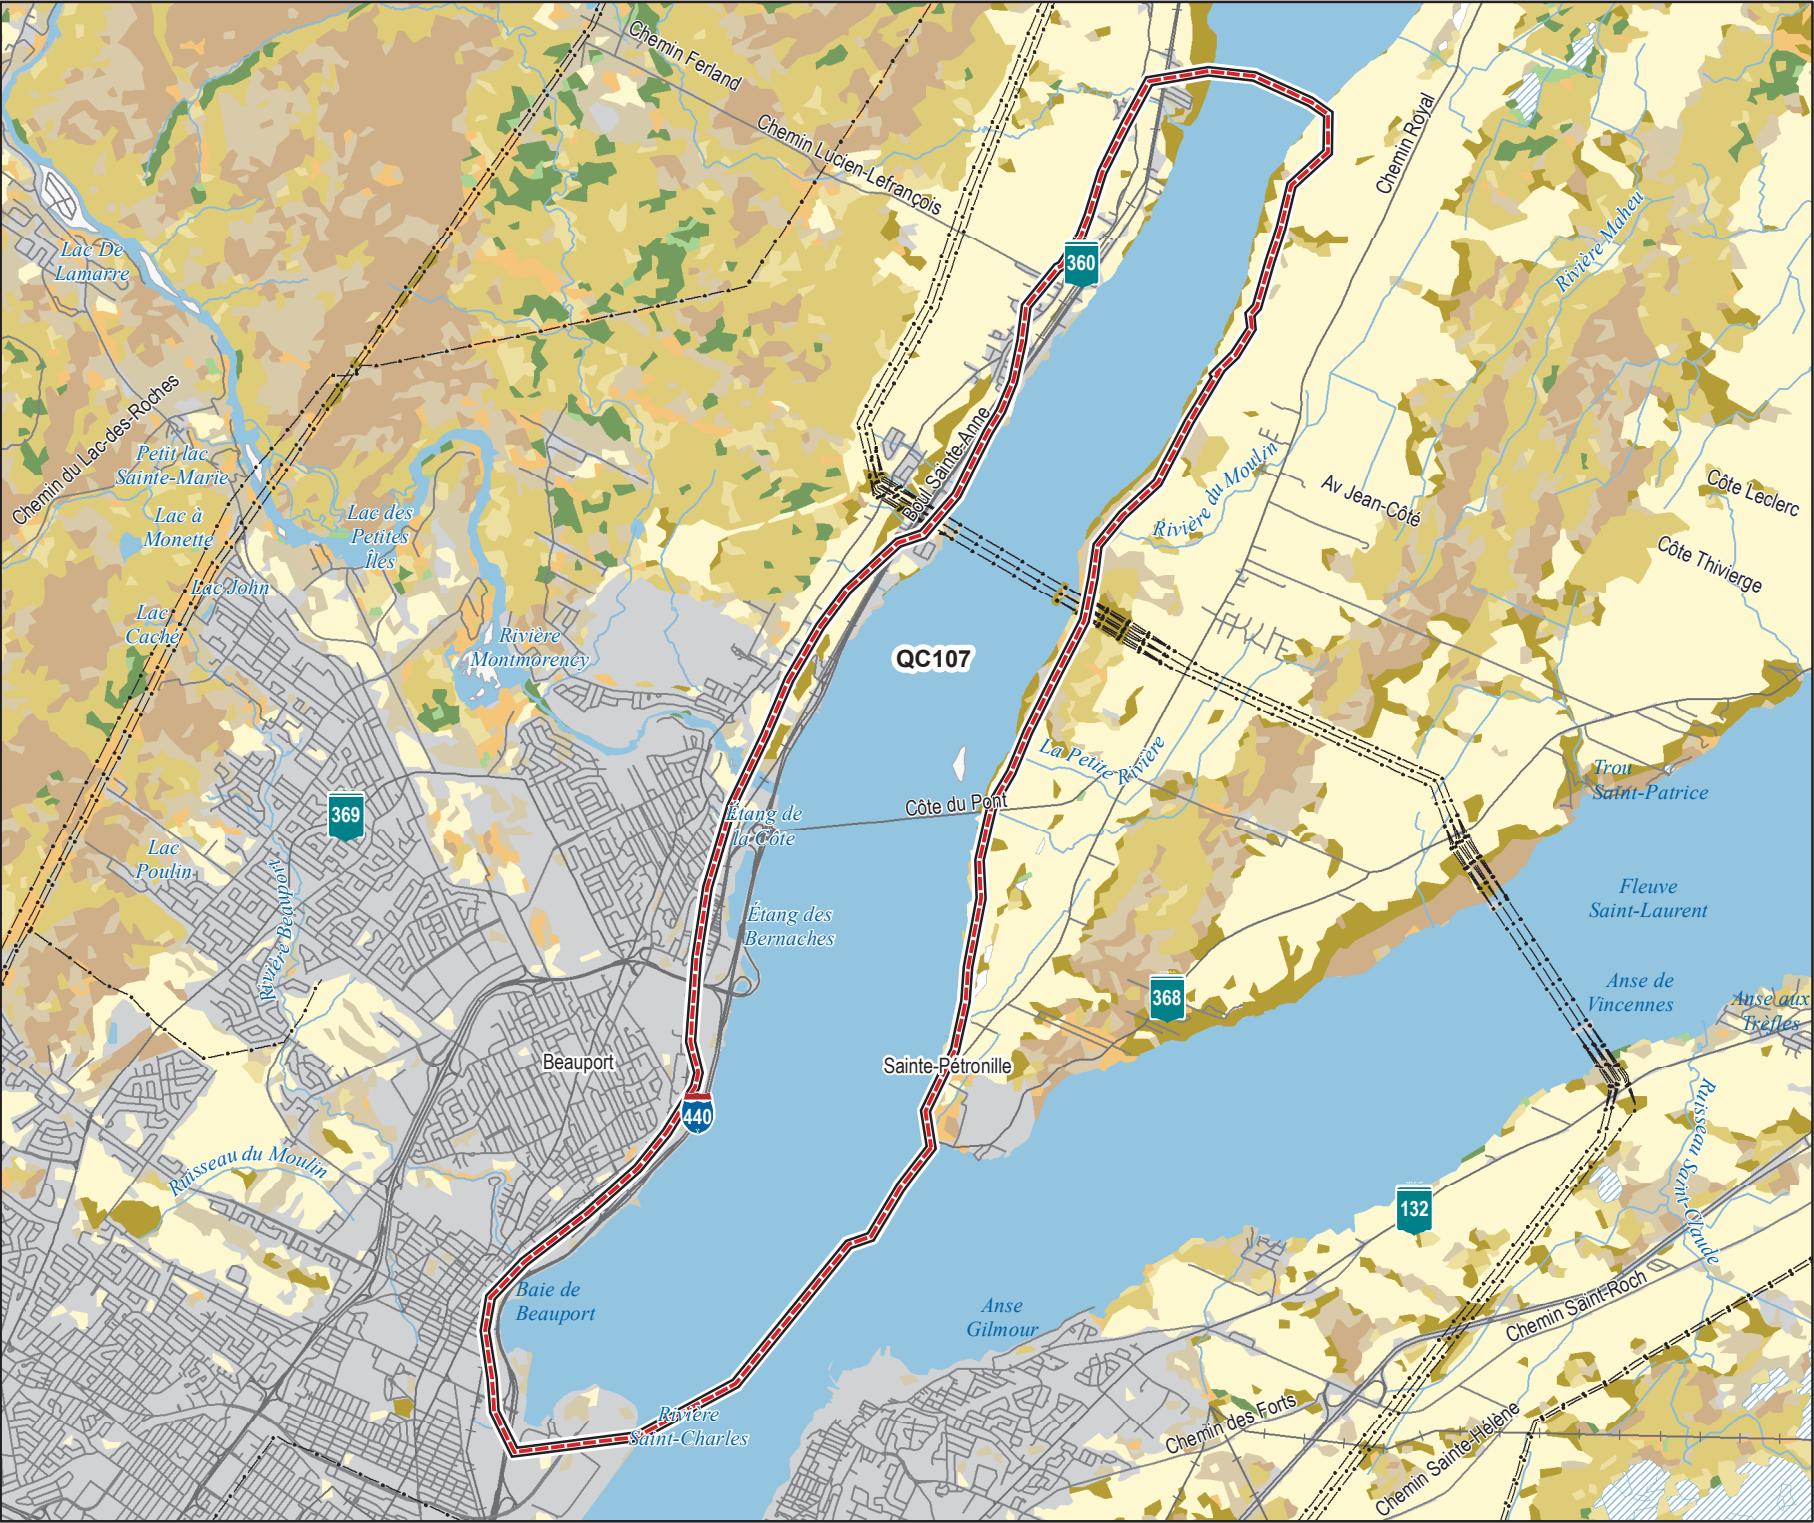 Chemin Ferland
Chemin Lucien-Lefrançois
Chemin Royal
Rivière Maheu
Lac De
Lamarre
360
Chemin du Lac-des-Roches
Boul Sainte-Anne
Petit lac
Sainte-Marie
Lac à
Monette
Lac des
Petites
Îles
Rivière du Moulin
Av Jean-Côté
Côte Leclerc
Côte Thivierge
Lac John
Lac
Caché
Rivière
Montmorency
QC107
La Petite Rivière
Trou
Saint-Patrice
369
Étang de
la Côte
Côte du Pont
Lac
Poulin
Rivière Beauport
Étang des
Bernaches
Fleuve
Saint-Laurent
368
Anse de
Vincennes
Anse aux
Trèfles
Beauport
Sainte-Pétronille
440
Ruisseau du Moulin
Ruisseau Saint-Claude
132
Baie de
Beauport
Anse
Gilmour
Chemin Saint-Roch
Rivière
Saint-Charles
Chemin des Forts
Chemin Sainte-Hélène